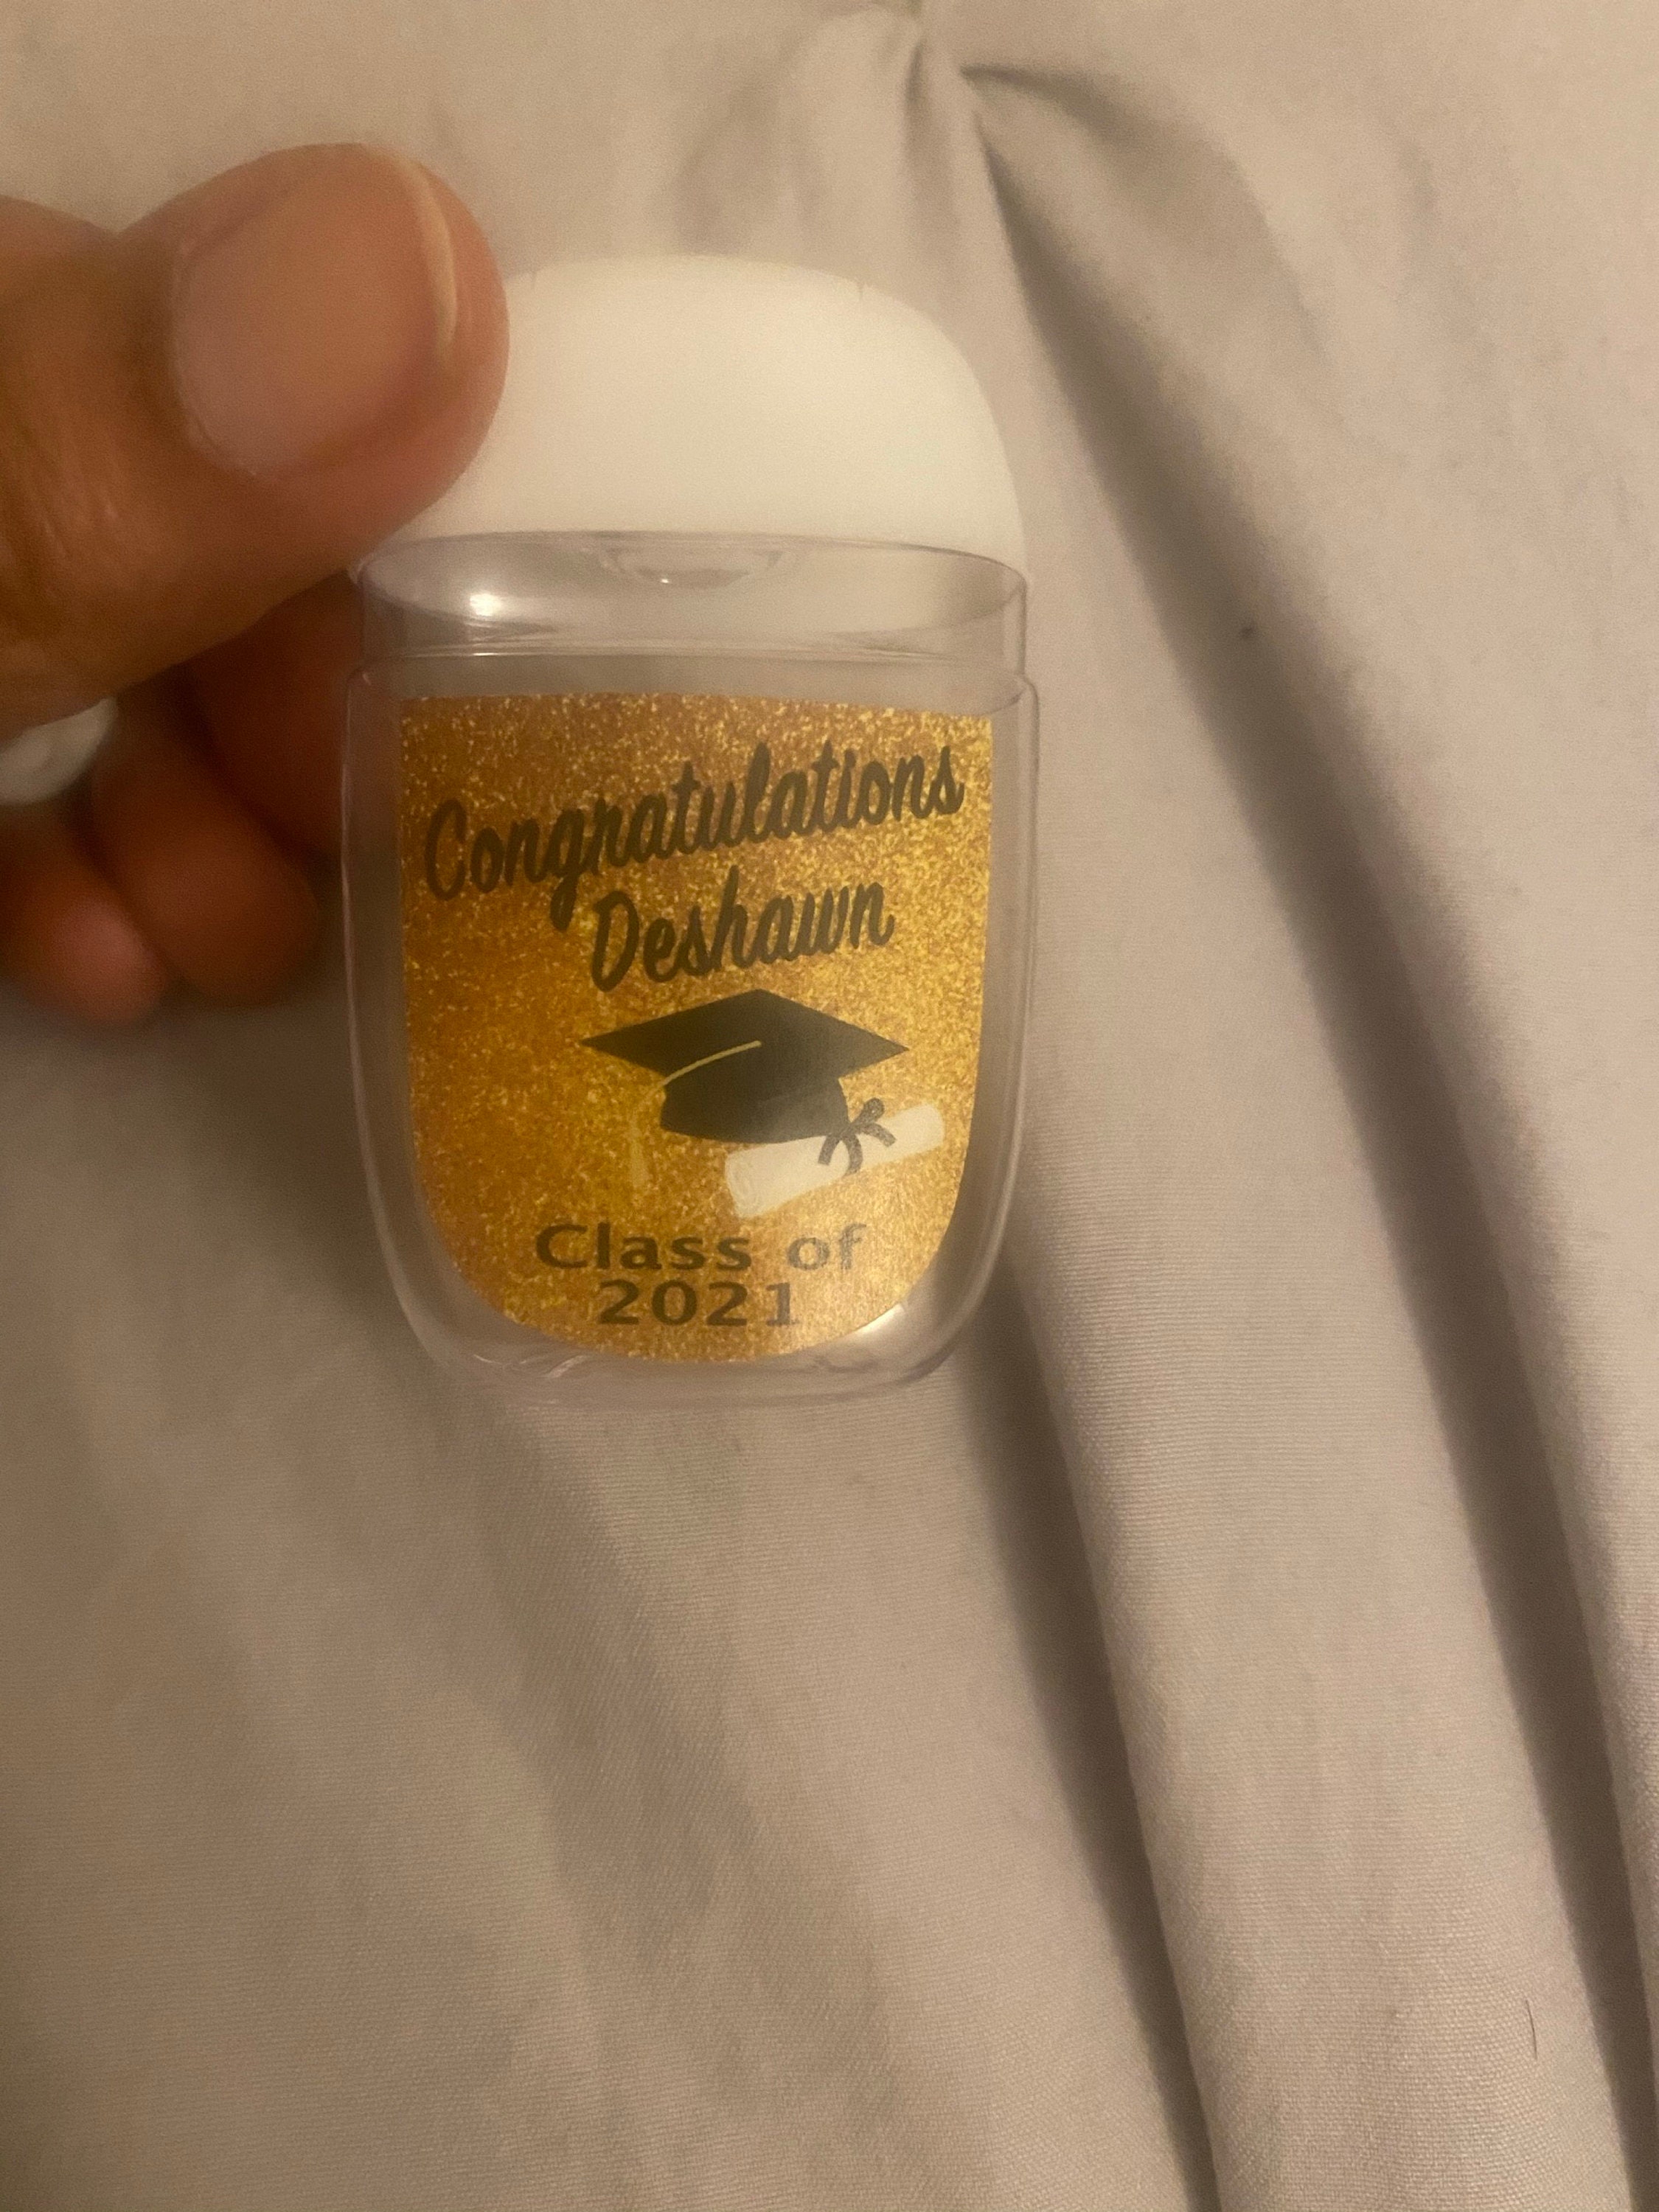 Congratulations
Deshawn
Class of
2021